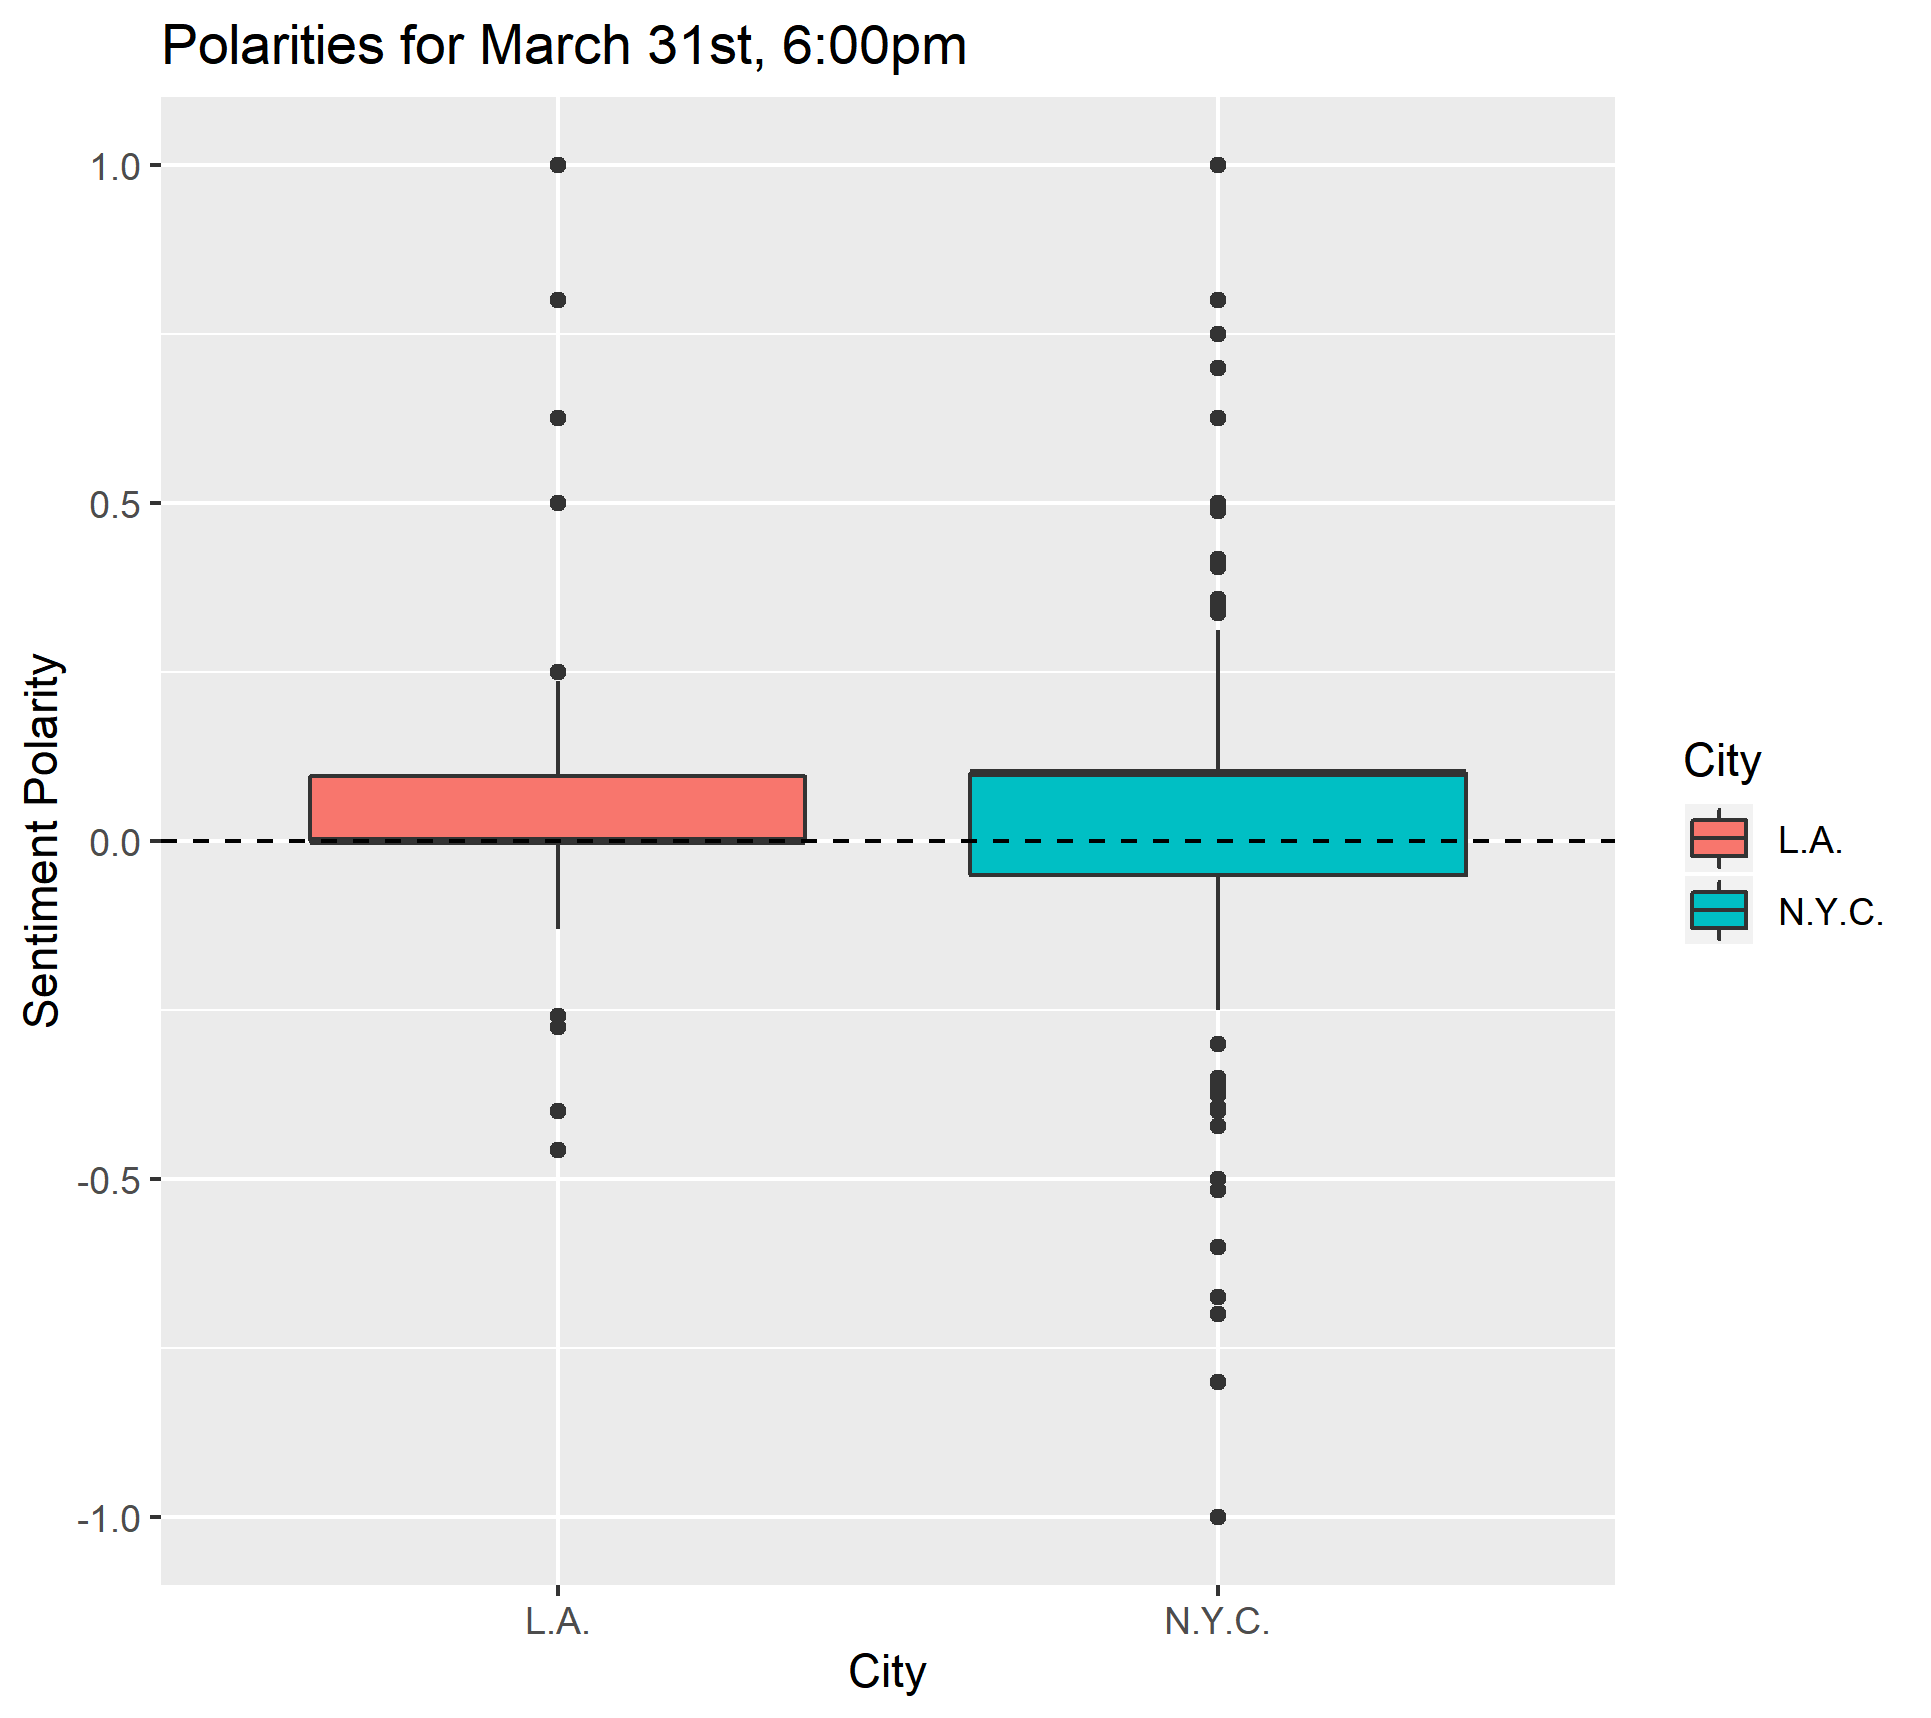 Polarities for March 31st, 6:00pm
Sentiment Polarity
1.0
0.5
0.0
-0.5
-1.0
L.A.
N.Y.C.
City
City
L.A.
N.Y.C.